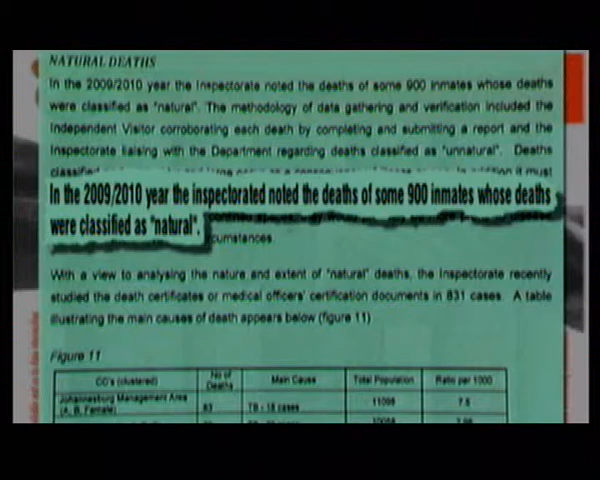 NATURAL DEATHS
In the 2009/2010 year the Inspectorate noted the deaths of some 900 inmates whose deaths
were classified as "natural". The methodology of data gathering and verification included the
Independent Visitor corroborating each death by completing and submitting a report and the
Inspectorate liaising with the Department regarding deaths classified as "unnatural". Deaths
In the 2009/2010 year the inspectorated noted the deaths of some 900 inmates whose deaths
were classified as "natural".
cumstances.
With a view to analysing the nature and extent of "natural" deaths, the Inspectorate recently
studied the death certificates or medical officers' certification documents in 831 cases. A table
illustrating the main causes of death appears below (figure 11)
Figure 11
CC's (clustered) No of Deaths Main Cause Total Population Ratio per 1000
Johannesburg Management Area
(A, B, Female) 83 TB - 18 cases 11098 7.5